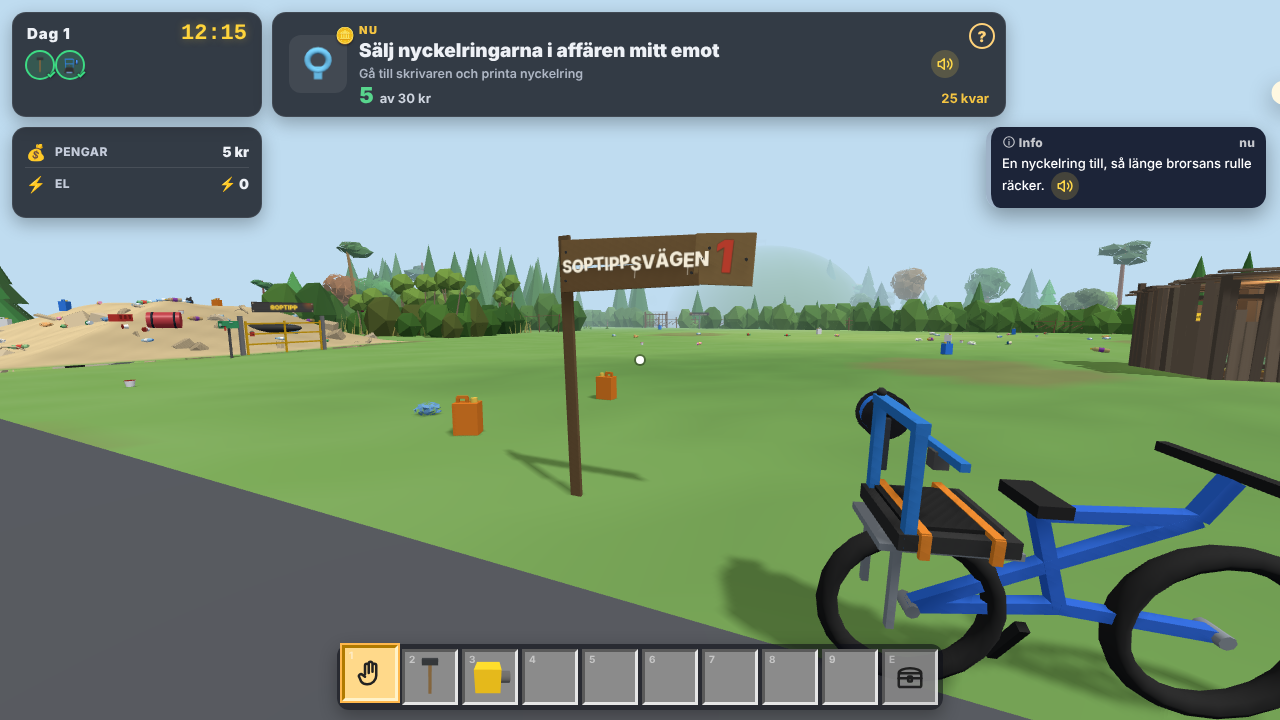 Dag 1
12:15
NU
Sälj nyckelringarna i affären mitt emot
Gå till skrivaren och printa nyckelring
5 av 30 kr
25 kvar
?
PENGAR
5 kr
EL
0
Info
nu
En nyckelring till, så länge brorsans rulle
räcker.
SOPTIPPSVÄGEN 1
SOPTIPP
1
2
3
4
5
6
7
8
9
E